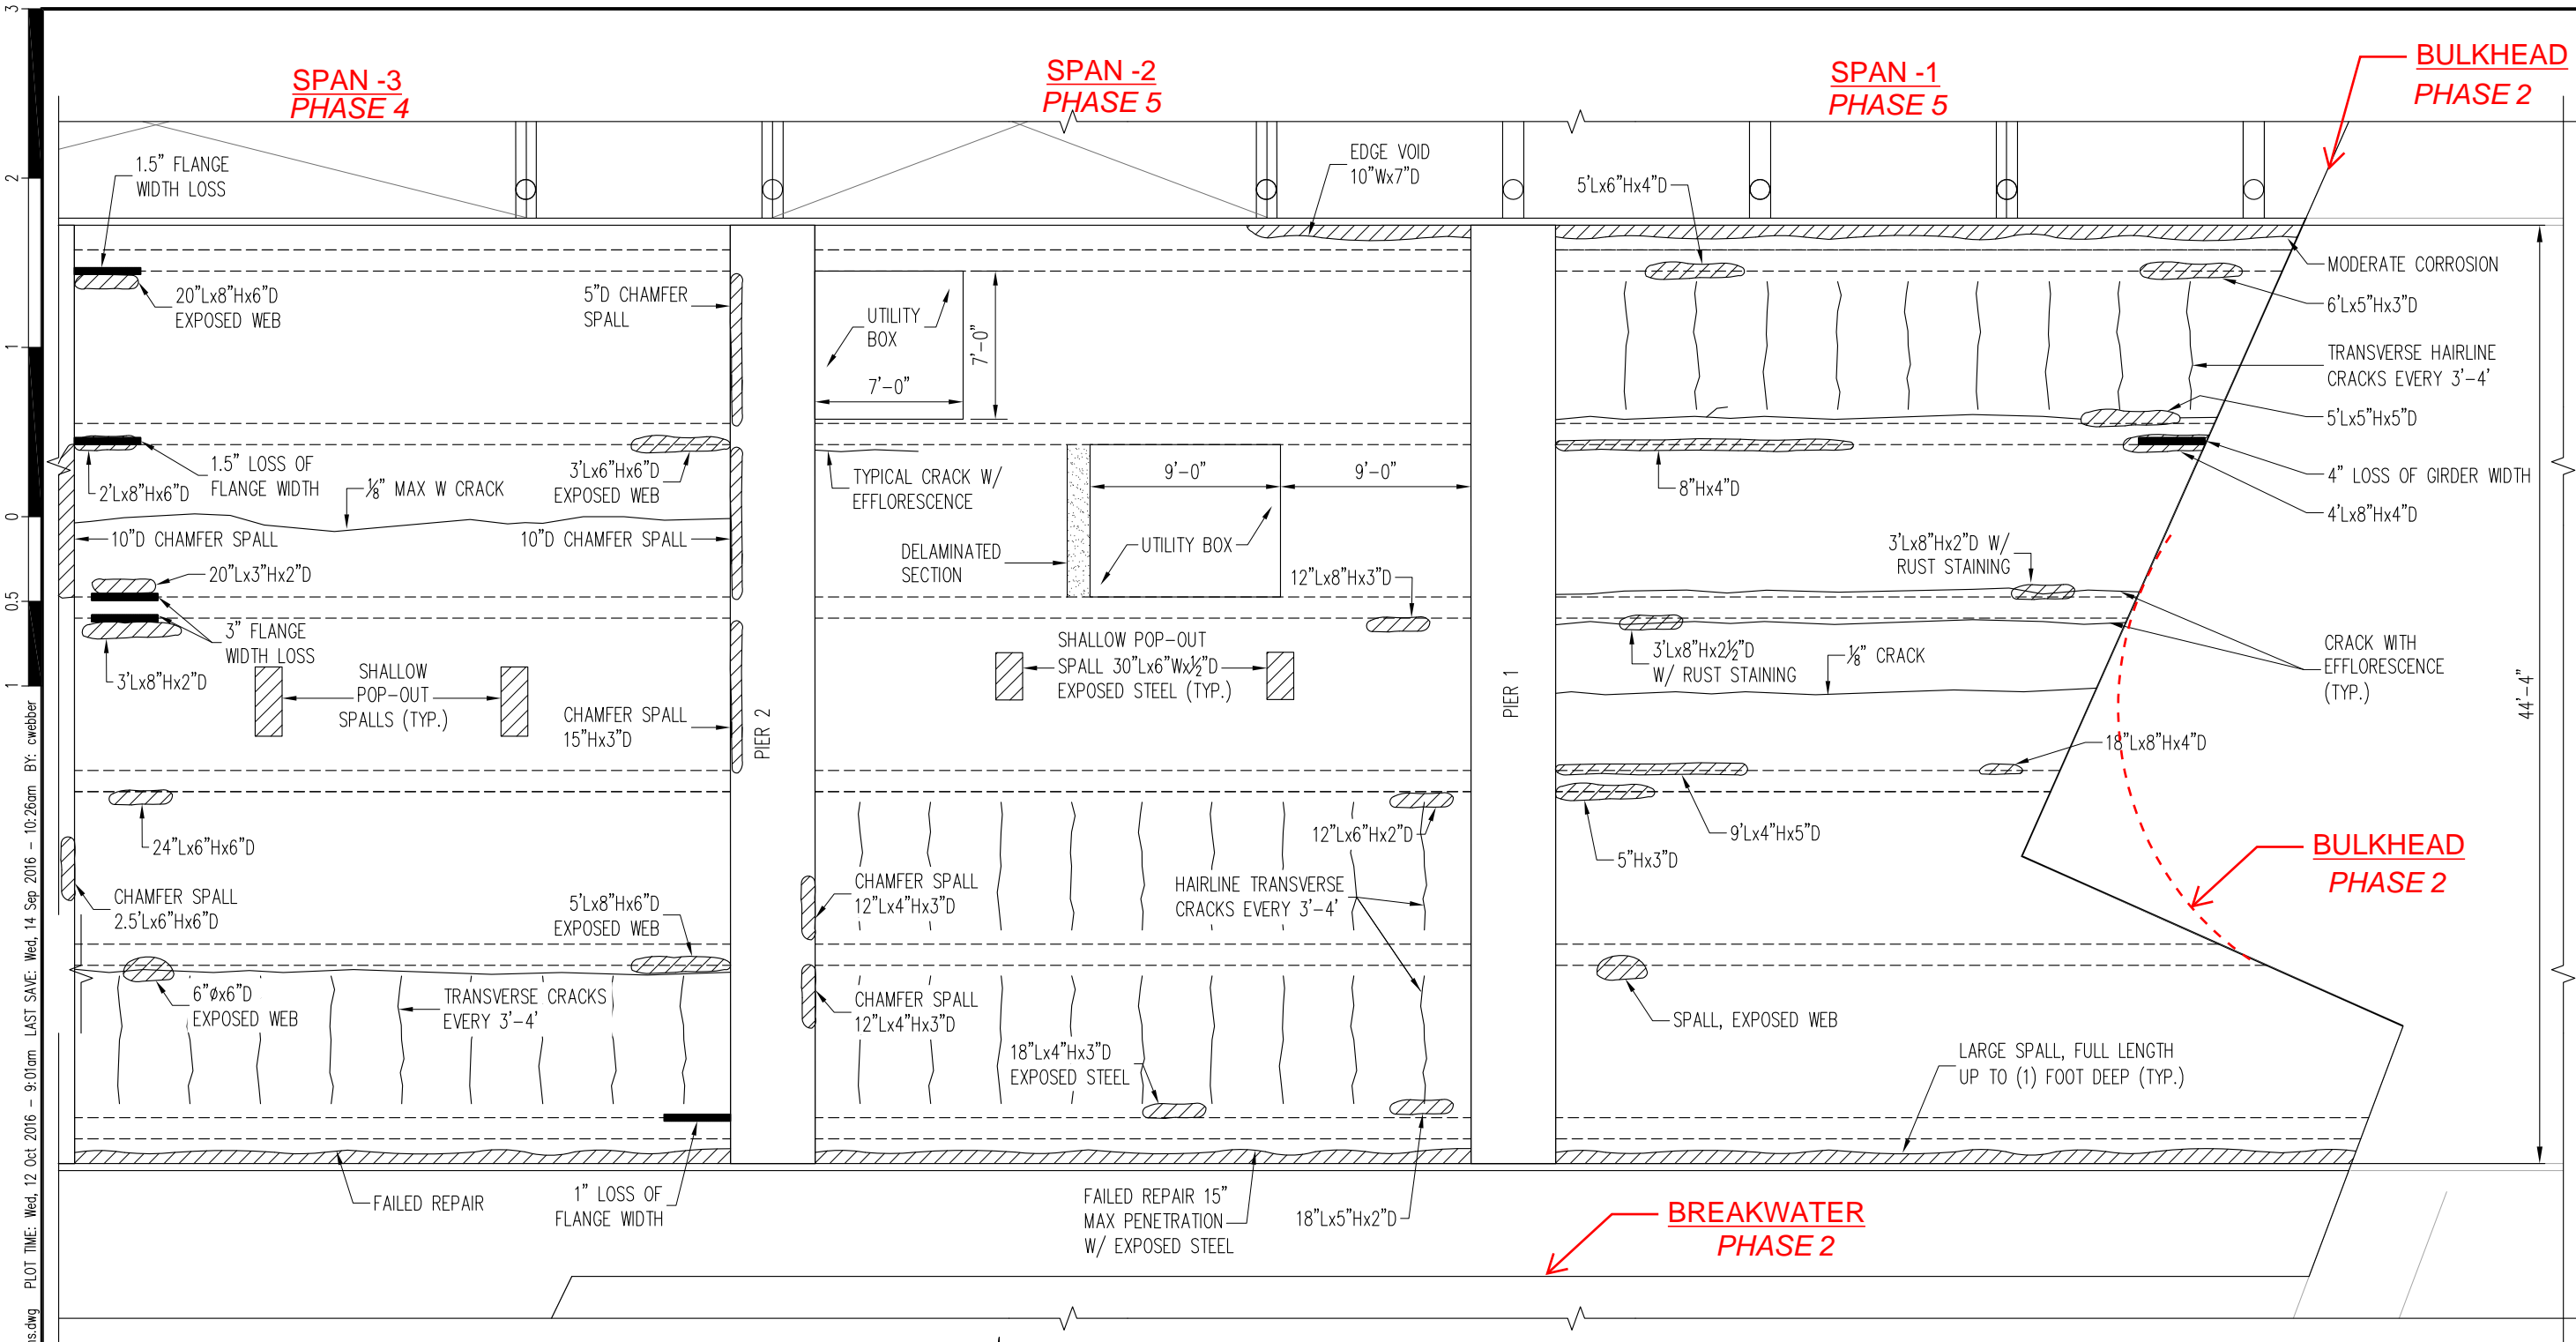 SPAN -3
PHASE 4
SPAN -2
PHASE 5
SPAN -1
PHASE 5
BULKHEAD
PHASE 2
3
2
1
0
0.5
1
1.5" FLANGE
WIDTH LOSS
20"Lx8"Hx6"D
EXPOSED WEB
5"D CHAMFER
SPALL
1.5" LOSS OF
FLANGE WIDTH
2'Lx8"Hx6"D
⅛" MAX W CRACK
3'Lx6"Hx6"D
EXPOSED WEB
10"D CHAMFER SPALL
10"D CHAMFER SPALL
20"Lx3"Hx2"D
3" FLANGE
WIDTH LOSS
3'Lx8"Hx2"D
SHALLOW
POP-OUT
SPALLS (TYP.)
CHAMFER SPALL
15"Hx3"D
24"Lx6"Hx6"D
CHAMFER SPALL
2.5'Lx6"Hx6"D
5'Lx8"Hx6"D
EXPOSED WEB
6"øx6"D
EXPOSED WEB
TRANSVERSE CRACKS
EVERY 3'-4'
FAILED REPAIR
1" LOSS OF
FLANGE WIDTH
PIER 2
EDGE VOID
10"Wx7"D
UTILITY
BOX
7'-0"
7'-0"
TYPICAL CRACK W/
EFFLORESCENCE
9'-0"
9'-0"
DELAMINATED
SECTION
UTILITY BOX
12"Lx8"Hx3"D
SHALLOW POP-OUT
SPALL 30"Lx6"Wx½"D
EXPOSED STEEL (TYP.)
12"Lx6"Hx2"D
CHAMFER SPALL
12"Lx4"Hx3"D
HAIRLINE TRANSVERSE
CRACKS EVERY 3'-4'
CHAMFER SPALL
12"Lx4"Hx3"D
18"Lx4"Hx3"D
EXPOSED STEEL
FAILED REPAIR 15"
MAX PENETRATION
W/ EXPOSED STEEL
18"Lx5"Hx2"D
PIER 1
5'Lx6"Hx4"D
MODERATE CORROSION
6'Lx5"Hx3"D
TRANSVERSE HAIRLINE
CRACKS EVERY 3'-4'
5'Lx5"Hx5"D
8"Hx4"D
4" LOSS OF GIRDER WIDTH
4'Lx8"Hx4"D
3'Lx8"Hx2"D W/
RUST STAINING
3'Lx8"Hx2½"D
W/ RUST STAINING
⅛" CRACK
CRACK WITH
EFFLORESCENCE
(TYP.)
44'-4"
18"Lx8"Hx4"D
9'Lx4"Hx5"D
5"Hx3"D
BULKHEAD
PHASE 2
SPALL, EXPOSED WEB
LARGE SPALL, FULL LENGTH
UP TO (1) FOOT DEEP (TYP.)
BREAKWATER
PHASE 2
ns.dwg PLOT TIME: Wed, 12 Oct 2016 - 9:01am LAST SAVE: Wed, 14 Sep 2016 - 10:26am BY: cwebber